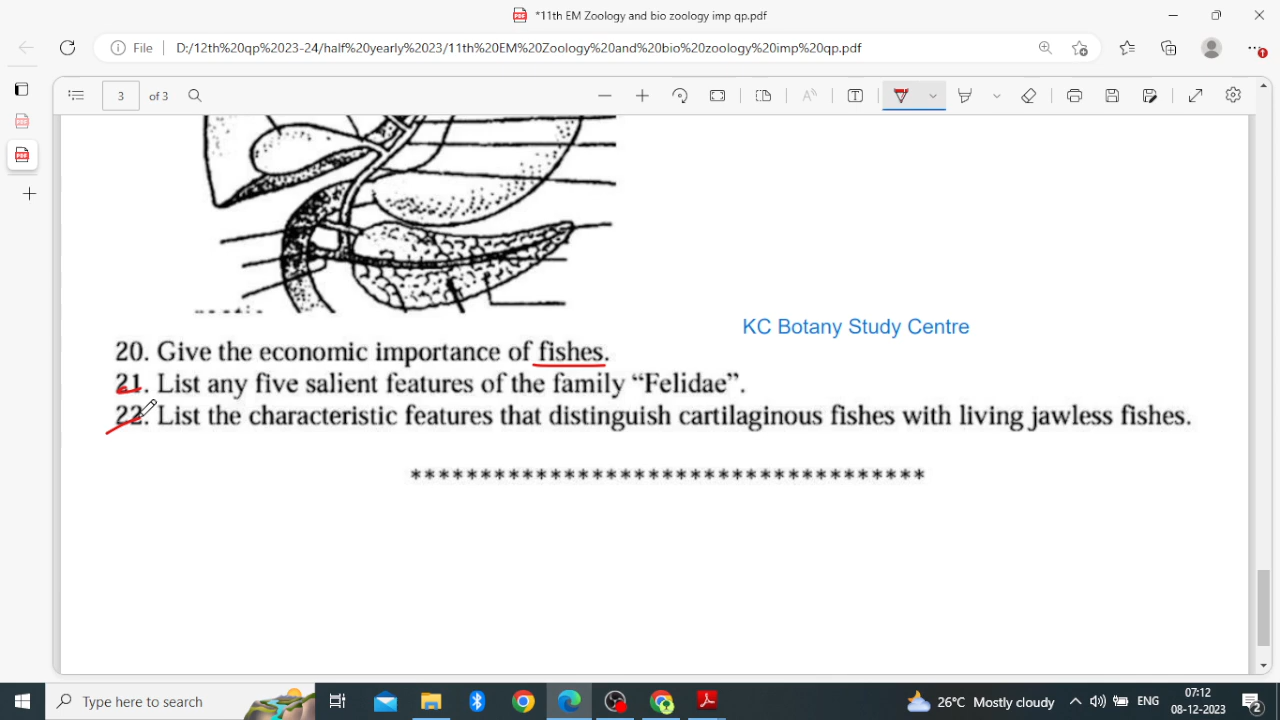 *11th EM Zoology and bio zoology imp qp.pdf
File D:/12th%20qp%202023-24/half%20yearly%202023/11th%20EM%20Zoology%20and%20bio%20zoology%20imp%20qp.pdf
3 of 3
KC Botany Study Centre
20. Give the economic importance of fishes.
21. List any five salient features of the family “Felidae”.
22. List the characteristic features that distinguish cartilaginous fishes with living jawless fishes.
************************************
Type here to search
26°C Mostly cloudy
ENG
07:12
08-12-2023
2